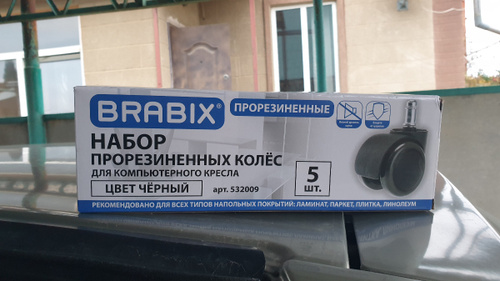 BRABIX®
ПРОРЕЗИНЕННЫЕ
НАБОР
ПРОРЕЗИНЕННЫХ КОЛЁС
ДЛЯ КОМПЬЮТЕРНОГО КРЕСЛА
ЦВЕТ ЧЁРНЫЙ
арт. 532009
5
шт.
РЕКОМЕНДОВАНО ДЛЯ ВСЕХ ТИПОВ НАПОЛЬНЫХ ПОКРЫТИЙ: ЛАМИНАТ, ПАРКЕТ, ПЛИТКА, ЛИНОЛЕУМ